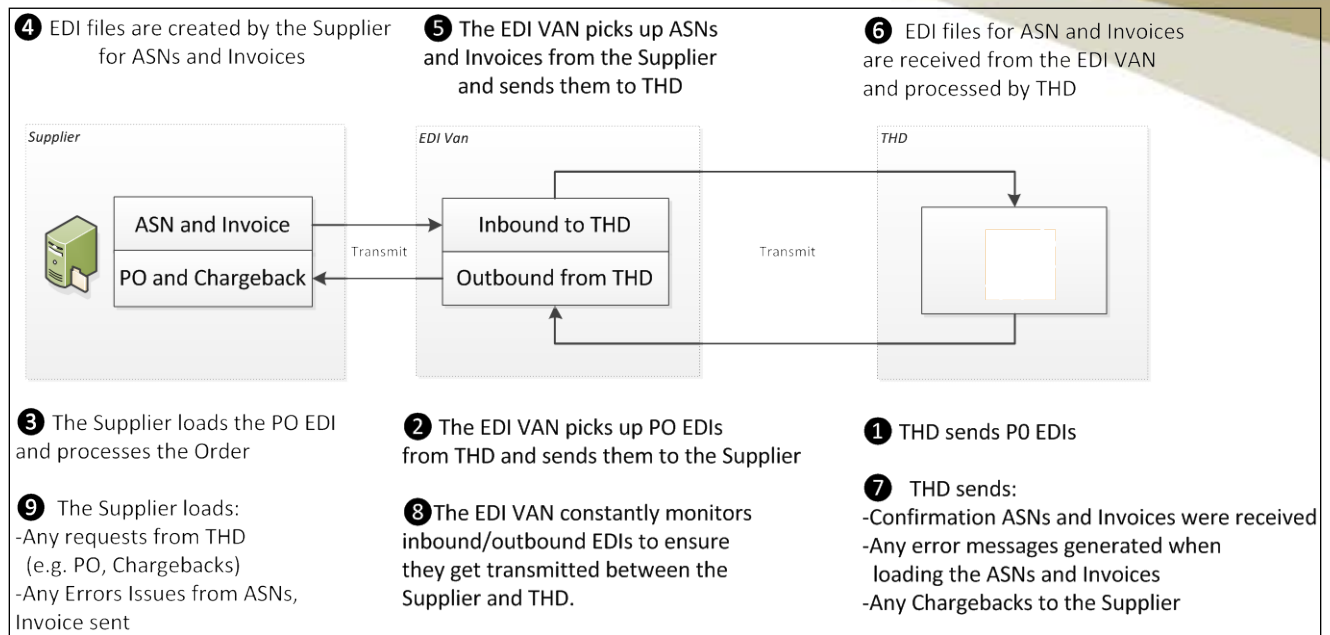 ❹ EDI files are created by the Supplier
for ASNs and Invoices
❺ The EDI VAN picks up ASNs
and Invoices from the Supplier
and sends them to THD
❻ EDI files for ASN and Invoices
are received from the EDI VAN
and processed by THD
Supplier
EDI Van
THD
ASN and Invoice
PO and Chargeback
Transmit
Inbound to THD
Outbound from THD
Transmit
❸ The Supplier loads the PO EDI
and processes the Order
❾ The Supplier loads:
-Any requests from THD
(e.g. PO, Chargebacks)
-Any Errors Issues from ASNs,
Invoice sent
❷ The EDI VAN picks up PO EDIs
from THD and sends them to the Supplier
❽The EDI VAN constantly monitors
inbound/outbound EDIs to ensure
they get transmitted between the
Supplier and THD.
❶ THD sends P0 EDIs
❼ THD sends:
-Confirmation ASNs and Invoices were received
-Any error messages generated when
loading the ASNs and Invoices
-Any Chargebacks to the Supplier